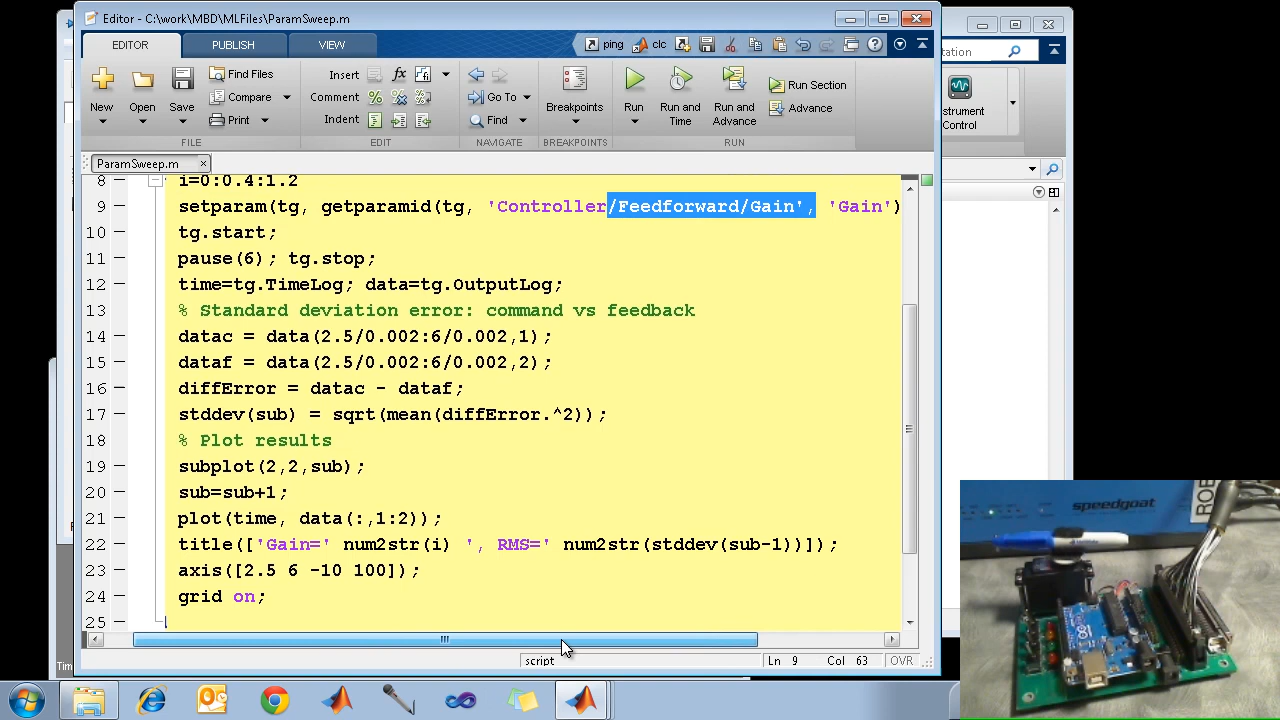 Editor - C:\work\MBD\MLFiles\ParamSweep.m
EDITOR PUBLISH VIEW ping clc
tation
Find Files Insert fx
New Open Save Compare Comment Go To Breakpoints Run Run and Time Run and Advance Run Section Advance
Print Indent Find
FILE EDIT NAVIGATE BREAKPOINTS RUN
strument
Control
ParamSweep.m ×
8 i=0:0.4:1.2
9 setparam(tg, getparamid(tg, 'Controller/Feedforward/Gain', 'Gain')
10 tg.start;
11 pause(6); tg.stop;
12 time=tg.TimeLog; data=tg.OutputLog;
13 % Standard deviation error: command vs feedback
14 datac = data(2.5/0.002:6/0.002,1);
15 dataf = data(2.5/0.002:6/0.002,2);
16 diffError = datac - dataf;
17 stddev(sub) = sqrt(mean(diffError.^2));
18 % Plot results
19 subplot(2,2,sub);
20 sub=sub+1;
21 plot(time, data(:,1:2));
22 title(['Gain=' num2str(i) ', RMS=' num2str(stddev(sub-1))]);
23 axis([2.5 6 -10 100]);
24 grid on;
25
script Ln 9 Col 63 OVR
Tim
speedgoat
ROB